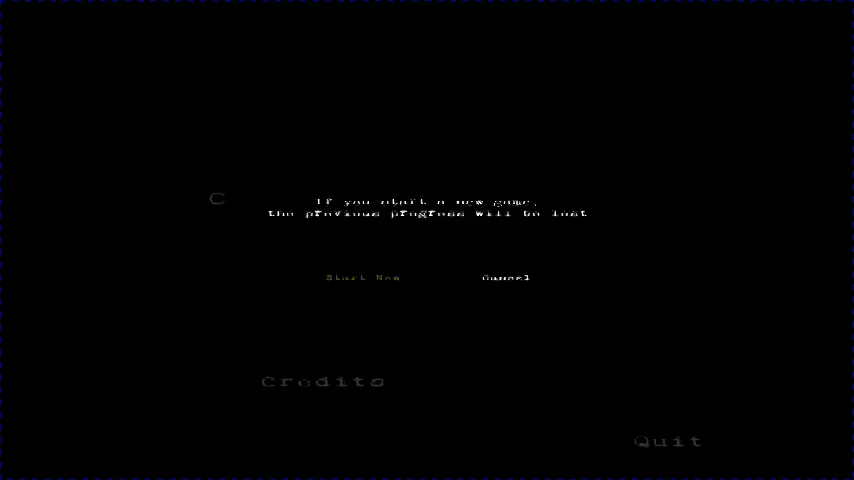 C
If you start a new game,
the previous progress will be lost
Start New
Cancel
Credits
Quit